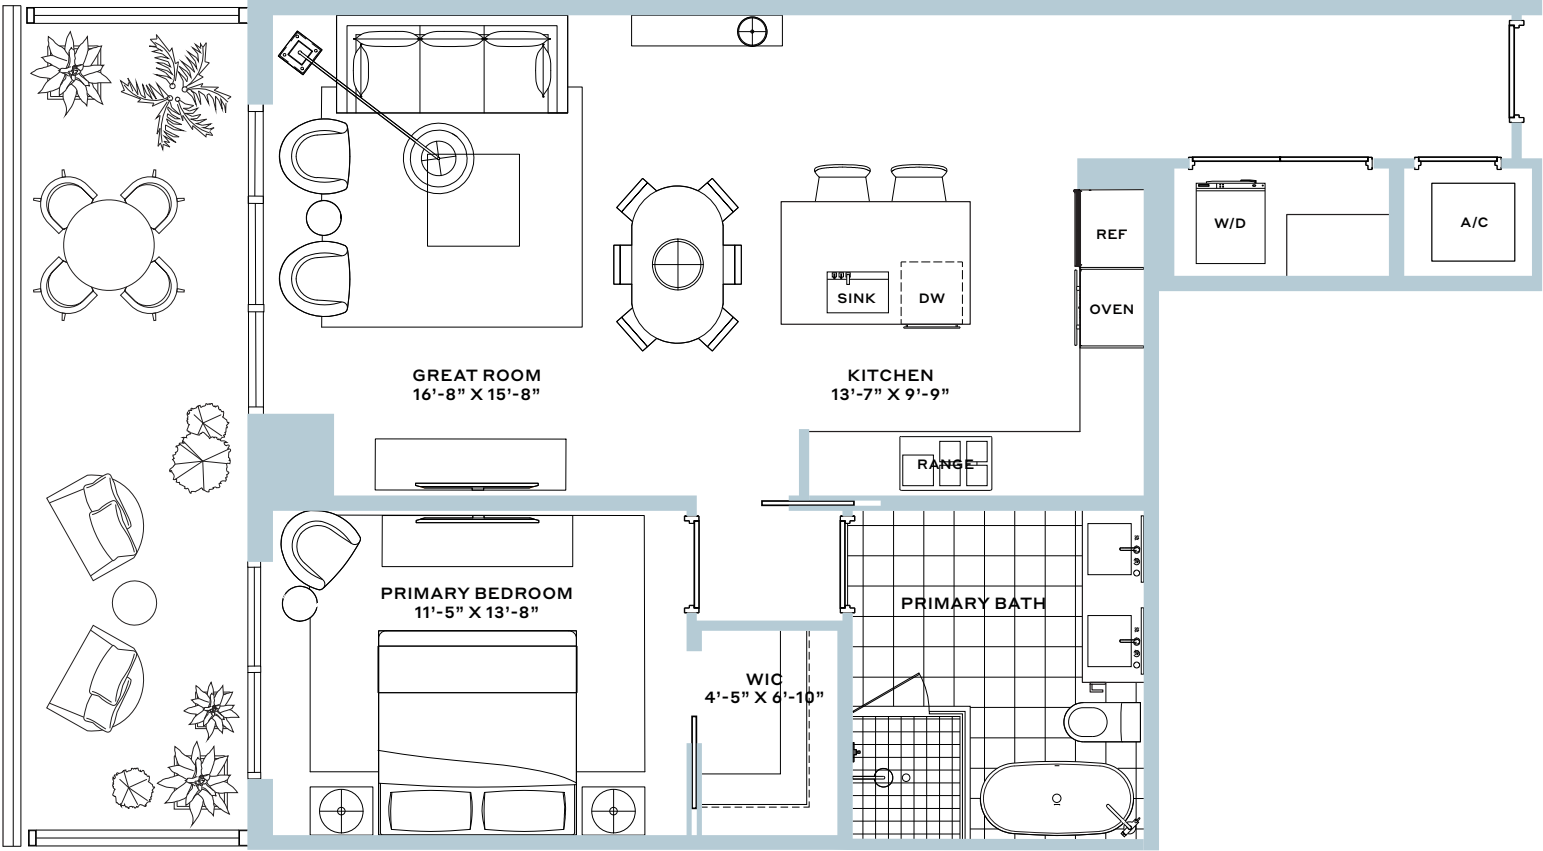 W/D
A/C
REF
SINK
DW
OVEN
GREAT ROOM
16’-8” X 15’-8”
KITCHEN
13’-7” X 9’-9”
RANGE
PRIMARY BEDROOM
11’-5” X 13’-8”
PRIMARY BATH
WIC
4’-5” X 6’-10”